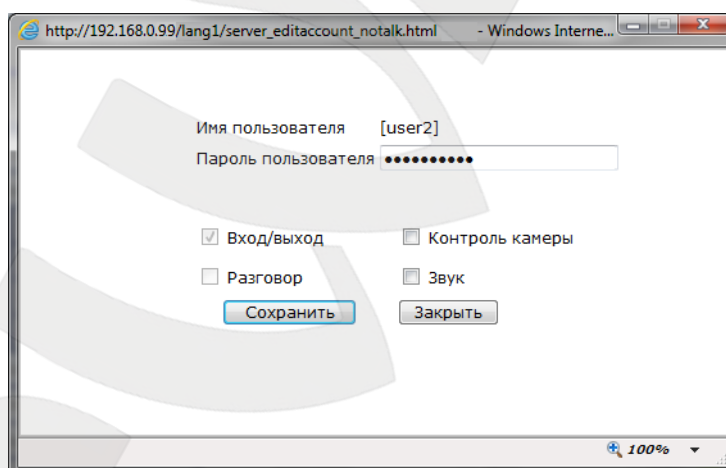 http://192.168.0.99/lang1/server_editaccount_notalk.html - Windows Interne...
Имя пользователя [user2]
Пароль пользователя ••••••••••
Вход/выход Контроль камеры
Разговор Звук
Сохранить Закрыть
100%